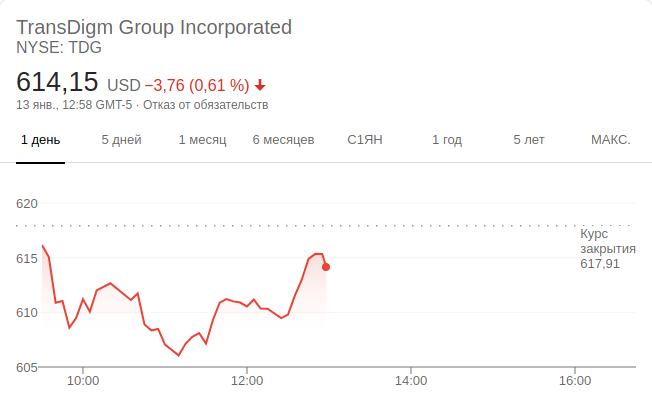 TransDigm Group Incorporated
NYSE: TDG
614,15 USD −3,76 (0,61 %)
13 янв., 12:58 GMT-5 · Отказ от обязательств
1 день 5 дней 1 месяц 6 месяцев С1ЯН 1 год 5 лет МАКС.
620
Курс
закрытия
617,91
615
610
605
10:00 12:00 14:00 16:00